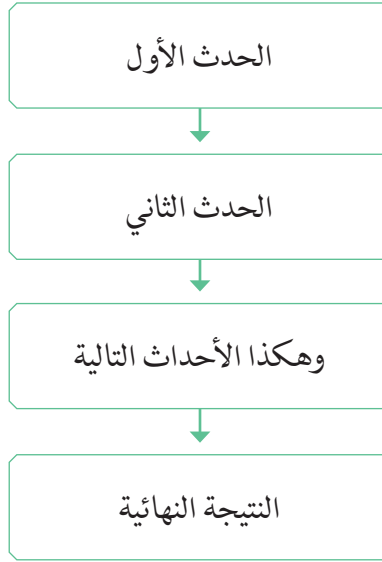 الحدث الأول
الحدث الثاني
وهكذا الأحداث التالية
النتيجة النهائية